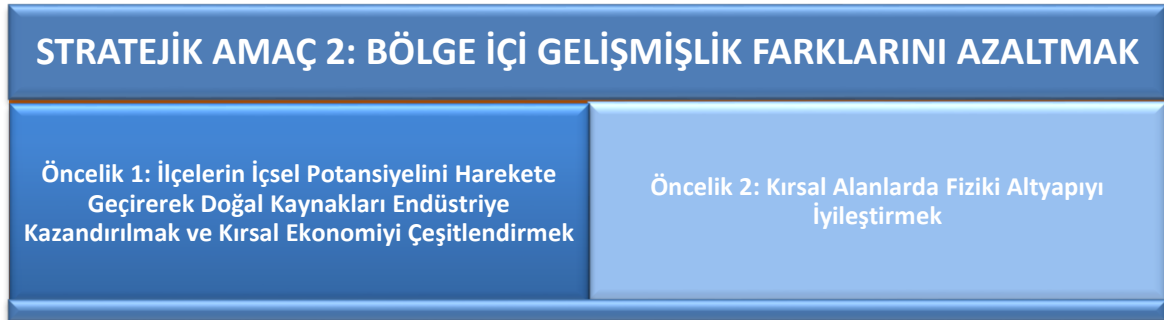 STRATEJİK AMAÇ 2: BÖLGE İÇİ GELİŞMİŞLİK FARKLARINI AZALTMAK
Öncelik 1: İlçelerin İçsel Potansiyelini Harekete
Geçirerek Doğal Kaynakları Endüstriye
Kazandırılmak ve Kırsal Ekonomiyi Çeşitlendirmek
Öncelik 2: Kırsal Alanlarda Fiziki Altyapıyı
İyileştirmek